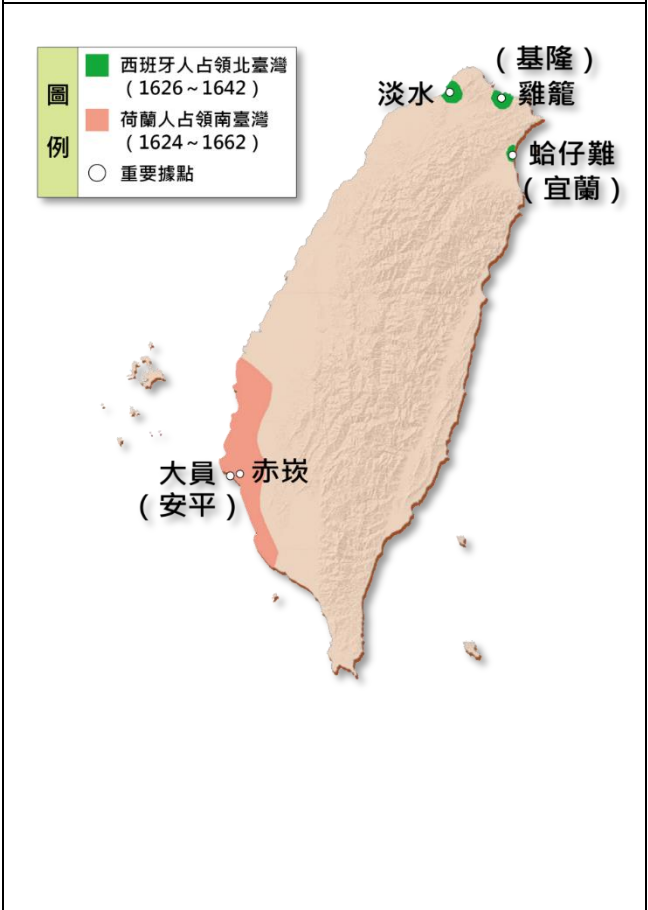 圖例
西班牙人占領北臺灣
（1626～1642）
荷蘭人占領南臺灣
（1624～1662）
重要據點
（基隆）
淡水
雞籠
蛤仔難
（宜蘭）
大員
赤崁
（安平）